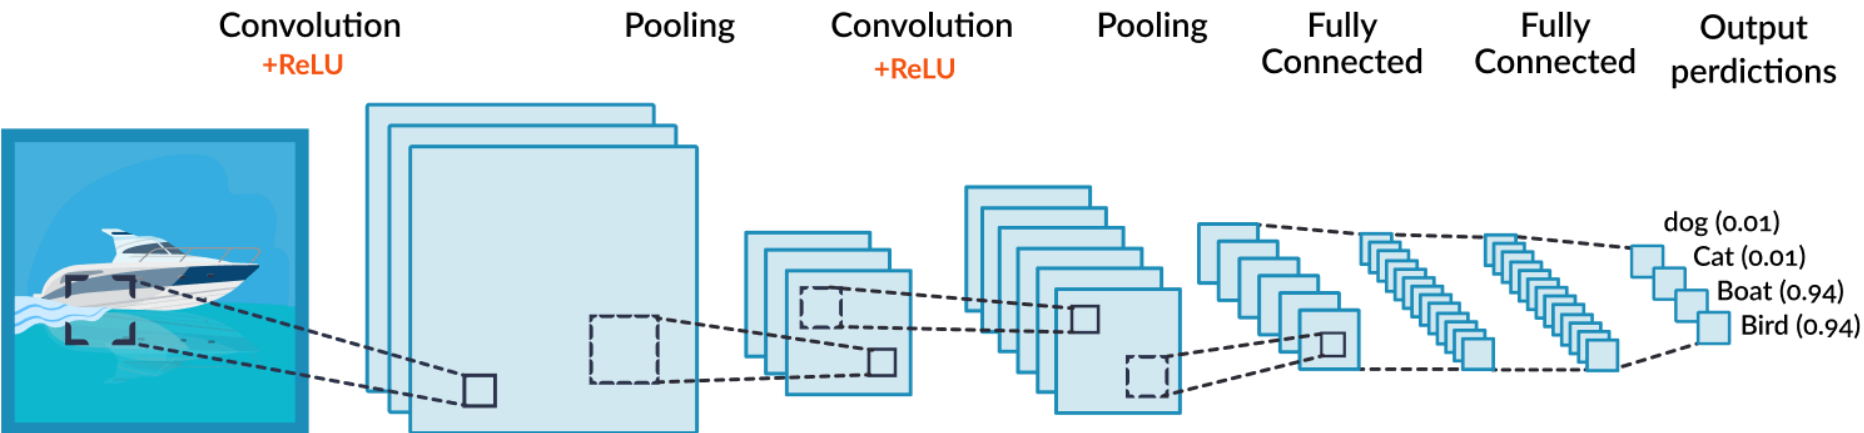 Convolution
+ReLU
Pooling
Convolution
+ReLU
Pooling
Fully
Connected
Fully
Connected
Output
perdictions
dog (0.01)
Cat (0.01)
Boat (0.94)
Bird (0.94)